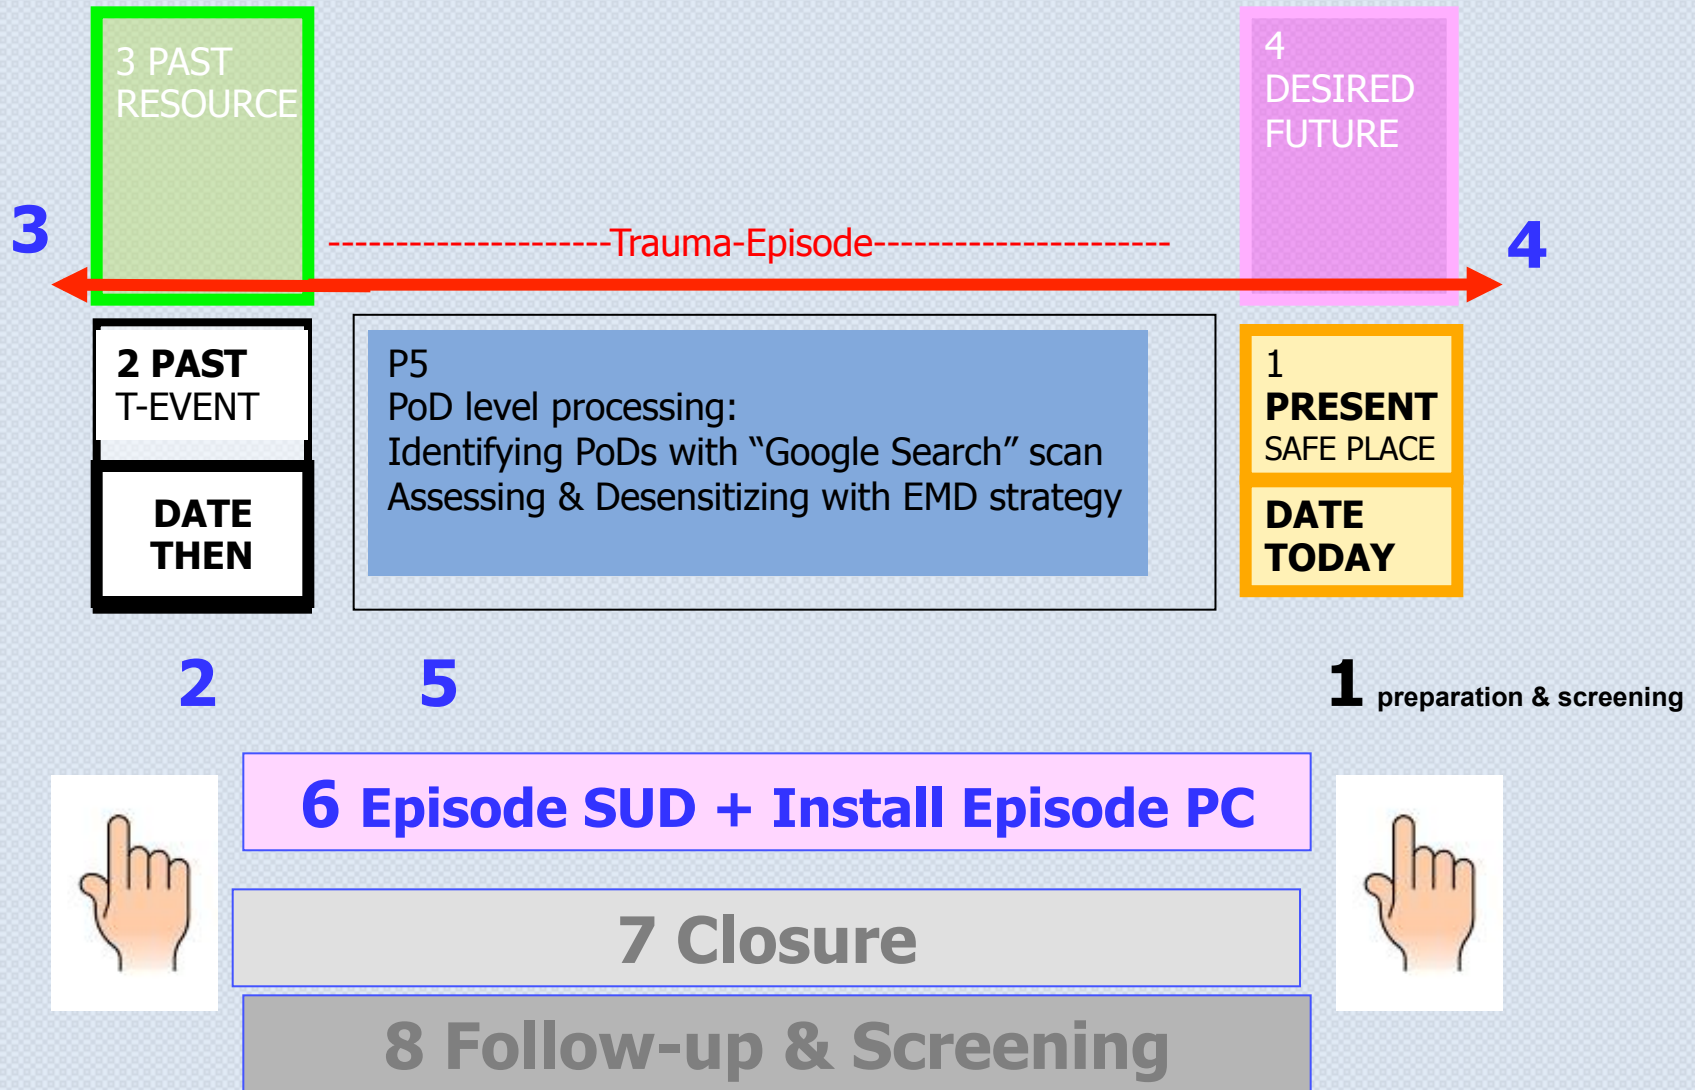 3 PAST
RESOURCE
4
DESIRED
FUTURE
3
--------------------Trauma-Episode---------------------
4
2 PAST
T-EVENT
DATE
THEN
P5
PoD level processing:
Identifying PoDs with “Google Search” scan
Assessing & Desensitizing with EMD strategy
1
PRESENT
SAFE PLACE
DATE
TODAY
2
5
1 preparation & screening
6 Episode SUD + Install Episode PC
7 Closure
8 Follow-up & Screening